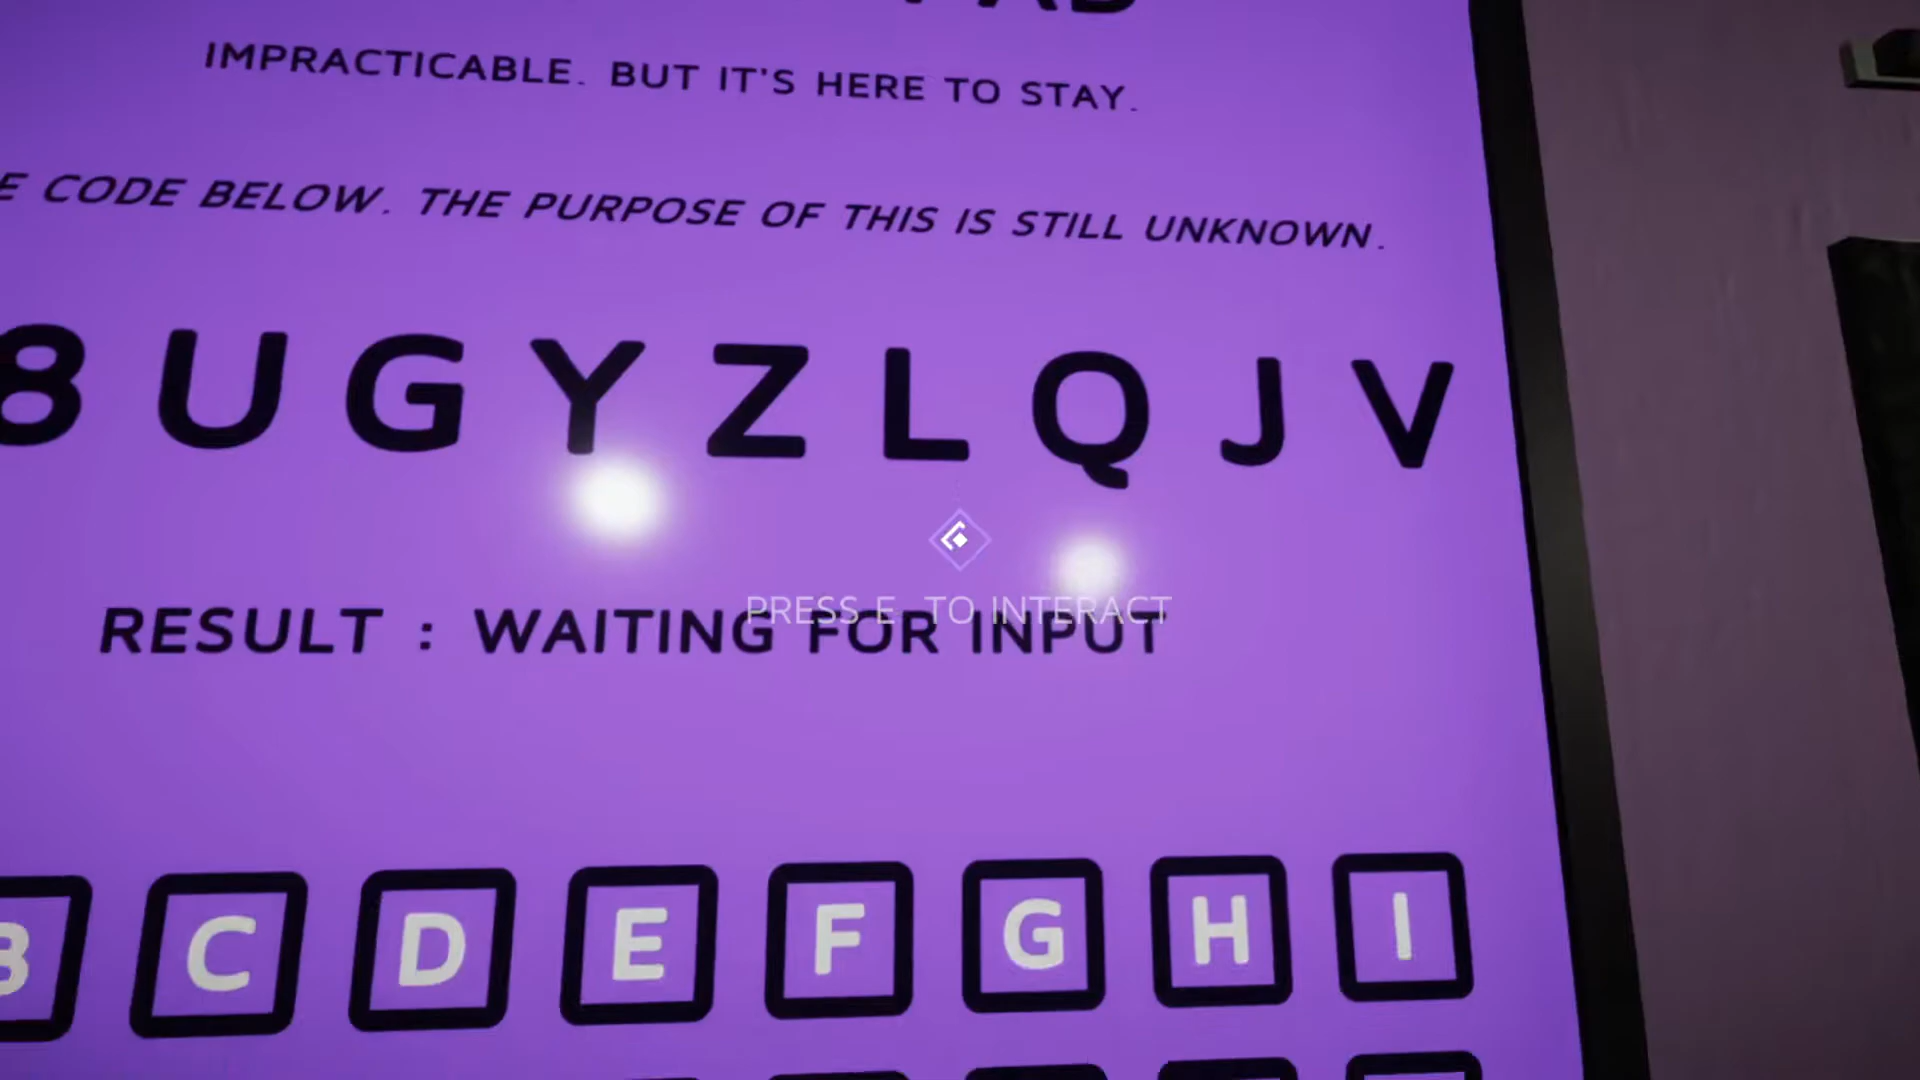 IMPRACTICABLE. BUT IT'S HERE TO STAY.
CODE BELOW. THE PURPOSE OF THIS IS STILL UNKNOWN.
8 U G Y Z L Q J V
PRESS E TO INTERACT
RESULT : WAITING FOR INPUT
B C D E F G H I